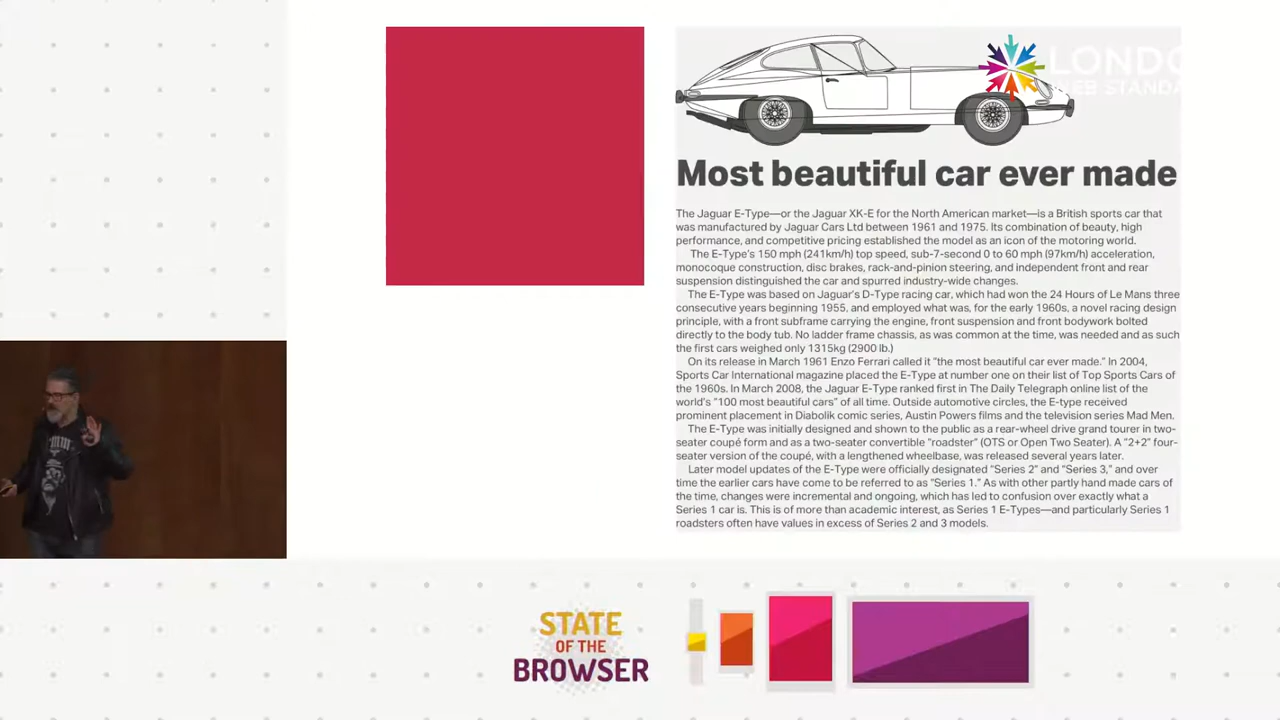 LONDO
WEB STANDA
Most beautiful car ever made
The Jaguar E-Type—or the Jaguar XK-E for the North American market—is a British sports car that
was manufactured by Jaguar Cars Ltd between 1961 and 1975. Its combination of beauty, high
performance, and competitive pricing established the model as an icon of the motoring world.
The E-Type’s 150 mph (241km/h) top speed, sub-7-second 0 to 60 mph (97km/h) acceleration,
monocoque construction, disc brakes, rack-and-pinion steering, and independent front and rear
suspension distinguished the car and spurred industry-wide changes.
The E-Type was based on Jaguar’s D-Type racing car, which had won the 24 Hours of Le Mans three
consecutive years beginning 1955, and employed what was, for the early 1960s, a novel racing design
principle, with a front subframe carrying the engine, front suspension and front bodywork bolted
directly to the body tub. No ladder frame chassis, as was common at the time, was needed and as such
the first cars weighed only 1315kg (2900 lb.)
On its release in March 1961 Enzo Ferrari called it “the most beautiful car ever made.” In 2004,
Sports Car International magazine placed the E-Type at number one on their list of Top Sports Cars of
the 1960s. In March 2008, the Jaguar E-Type ranked first in The Daily Telegraph online list of the
world’s “100 most beautiful cars” of all time. Outside automotive circles, the E-type received
prominent placement in Diabolik comic series, Austin Powers films and the television series Mad Men.
The E-Type was initially designed and shown to the public as a rear-wheel drive grand tourer in two-
seater coupé form and as a two-seater convertible “roadster” (OTS or Open Two Seater). A “2+2” four-
seater version of the coupé, with a lengthened wheelbase, was released several years later.
Later model updates of the E-Type were officially designated “Series 2” and “Series 3,” and over
time the earlier cars have come to be referred to as “Series 1.” As with other partly hand made cars of
the time, changes were incremental and ongoing, which has led to confusion over exactly what a
Series 1 car is. This is of more than academic interest, as Series 1 E-Types—and particularly Series 1
roadsters often have values in excess of Series 2 and 3 models.
STATE
OF THE
BROWSER